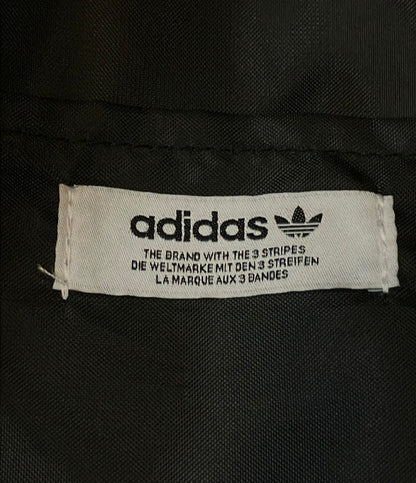 adidas
THE BRAND WITH THE 3 STRIPES
DIE WELTMARKE MIT DEN 3 STREIFEN
LA MARQUE AUX 3 BANDES